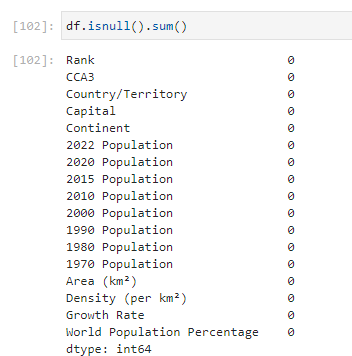 [102]: df.isnull().sum()
[102]: Rank 0
CCA3 0
Country/Territory 0
Capital 0
Continent 0
2022 Population 0
2020 Population 0
2015 Population 0
2010 Population 0
2000 Population 0
1990 Population 0
1980 Population 0
1970 Population 0
Area (km²) 0
Density (per km²) 0
Growth Rate 0
World Population Percentage 0
dtype: int64